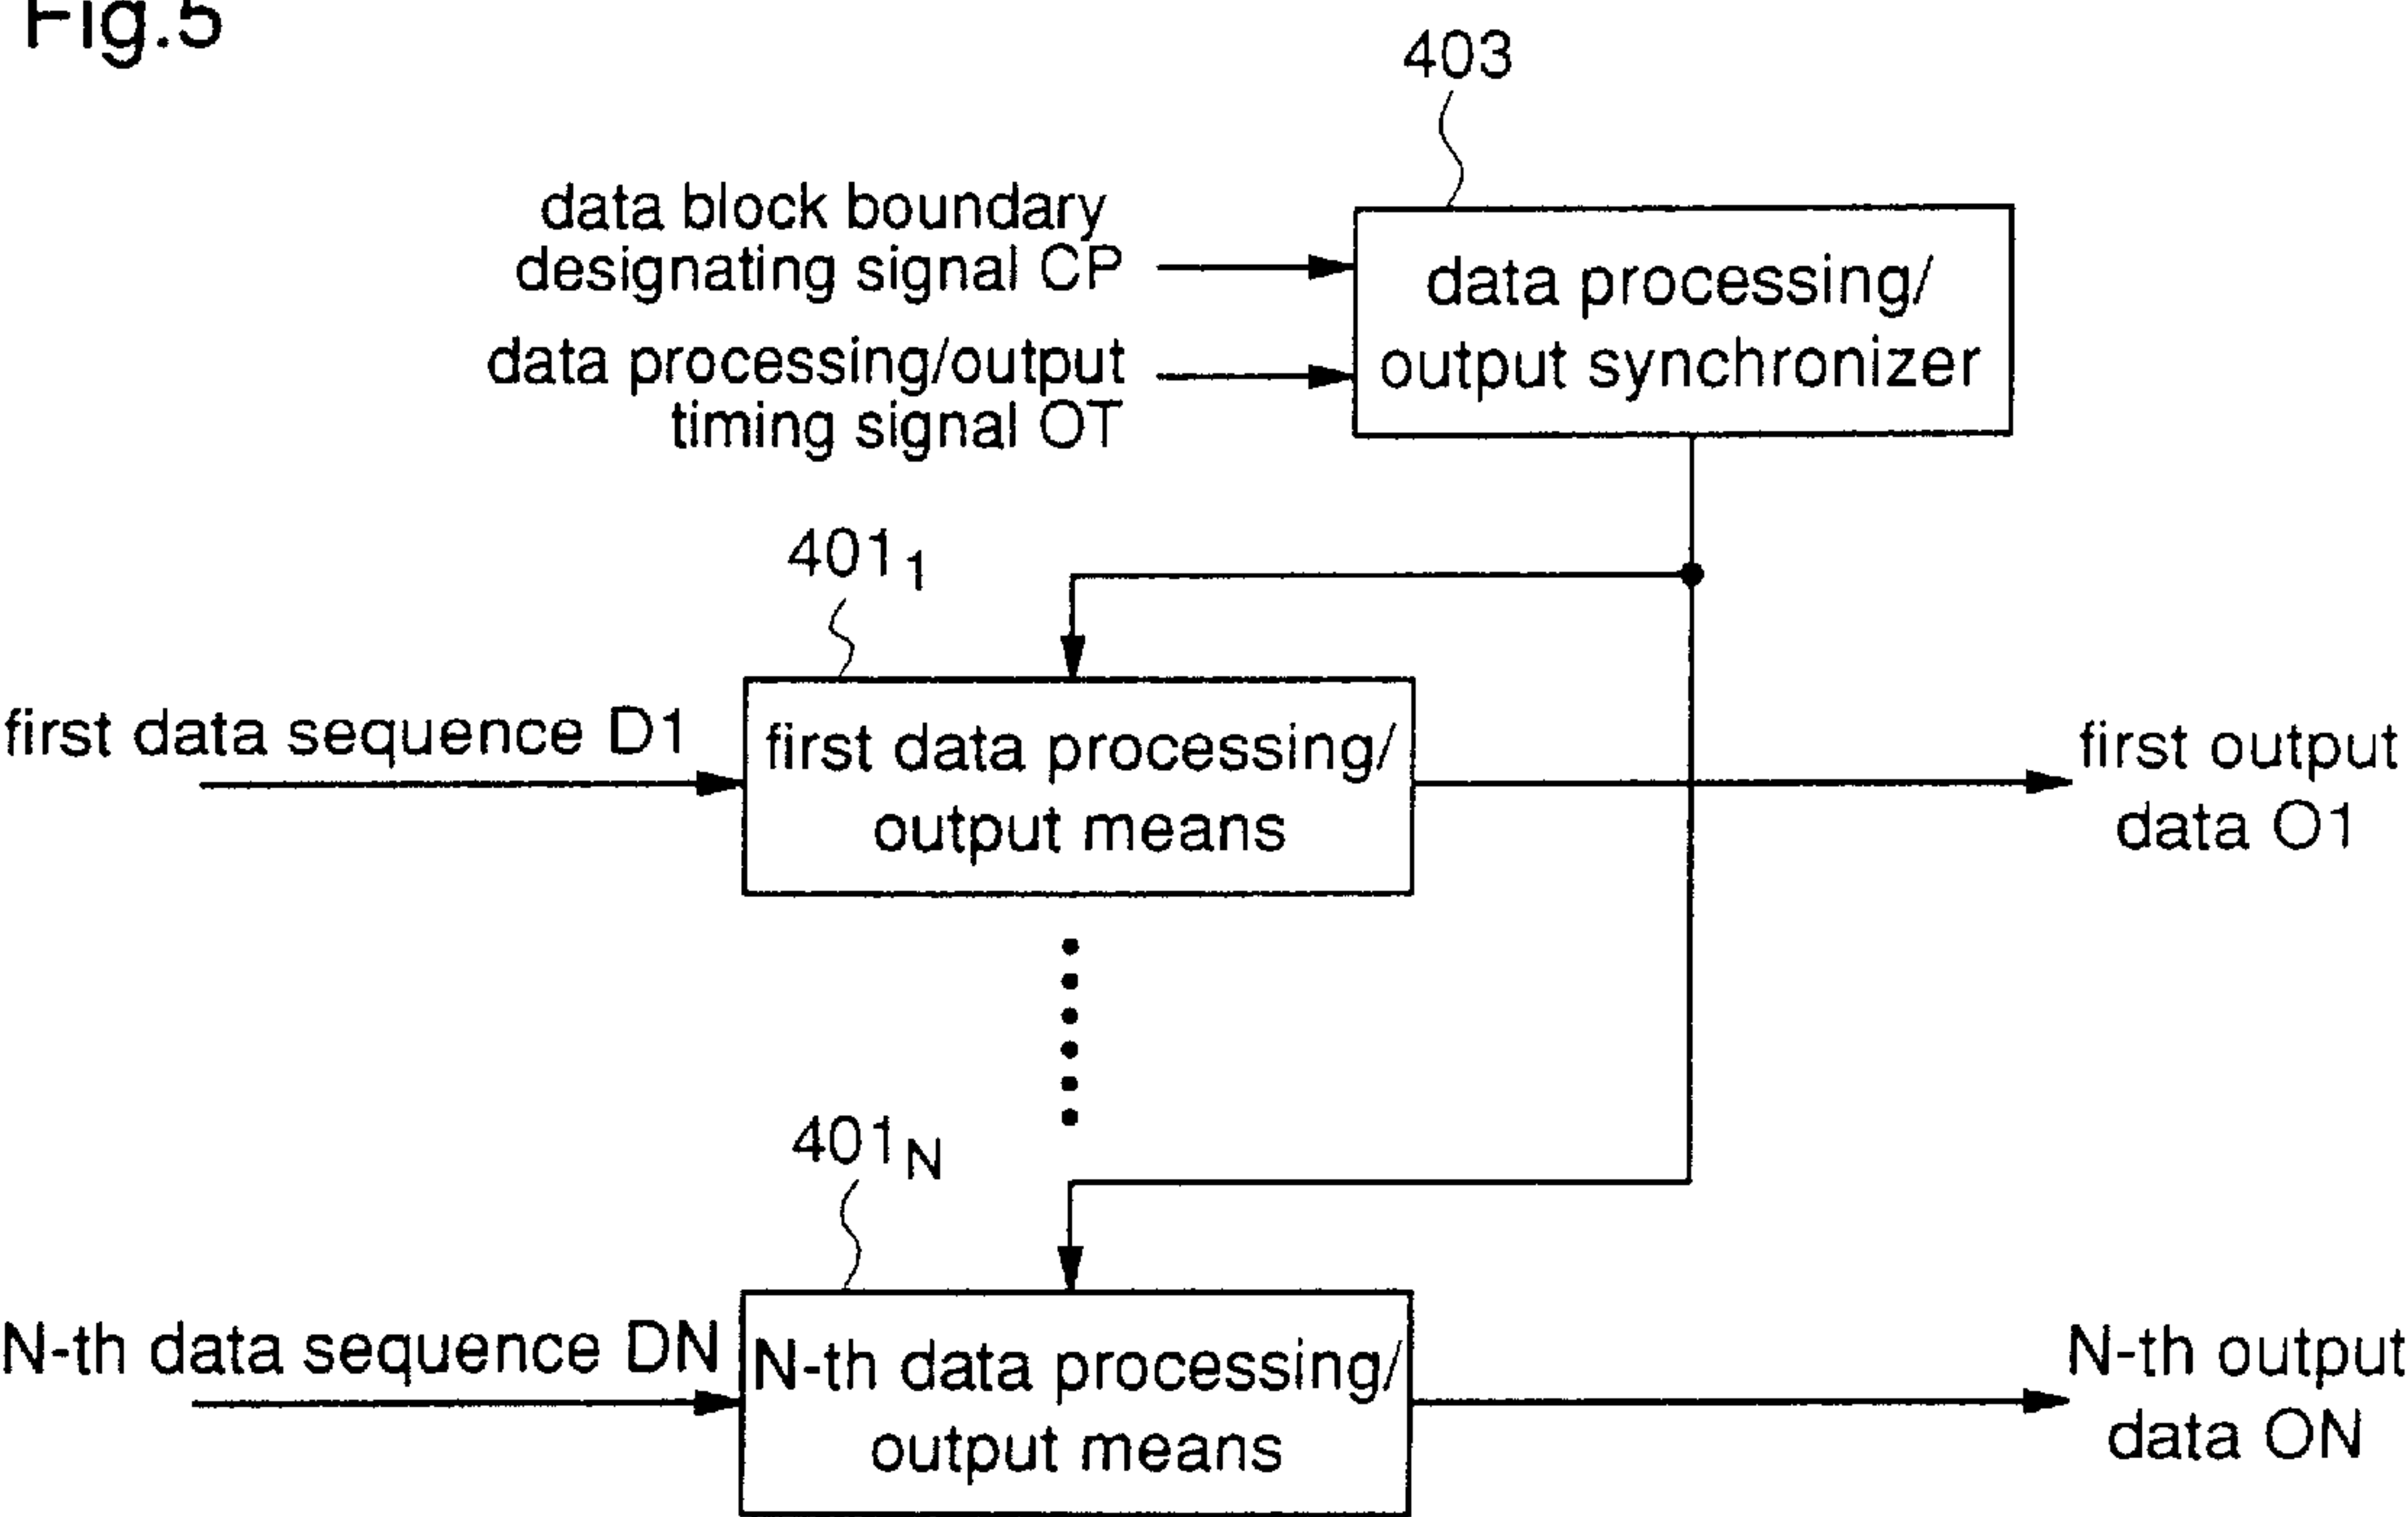 Fig.5
403
data block boundary
designating signal CP
data processing/output
timing signal OT
data processing/
output synchronizer
401₁
first data sequence D1
first data processing/
output means
first output
data O1
401N
N-th data sequence DN
N-th data processing/
output means
N-th output
data ON